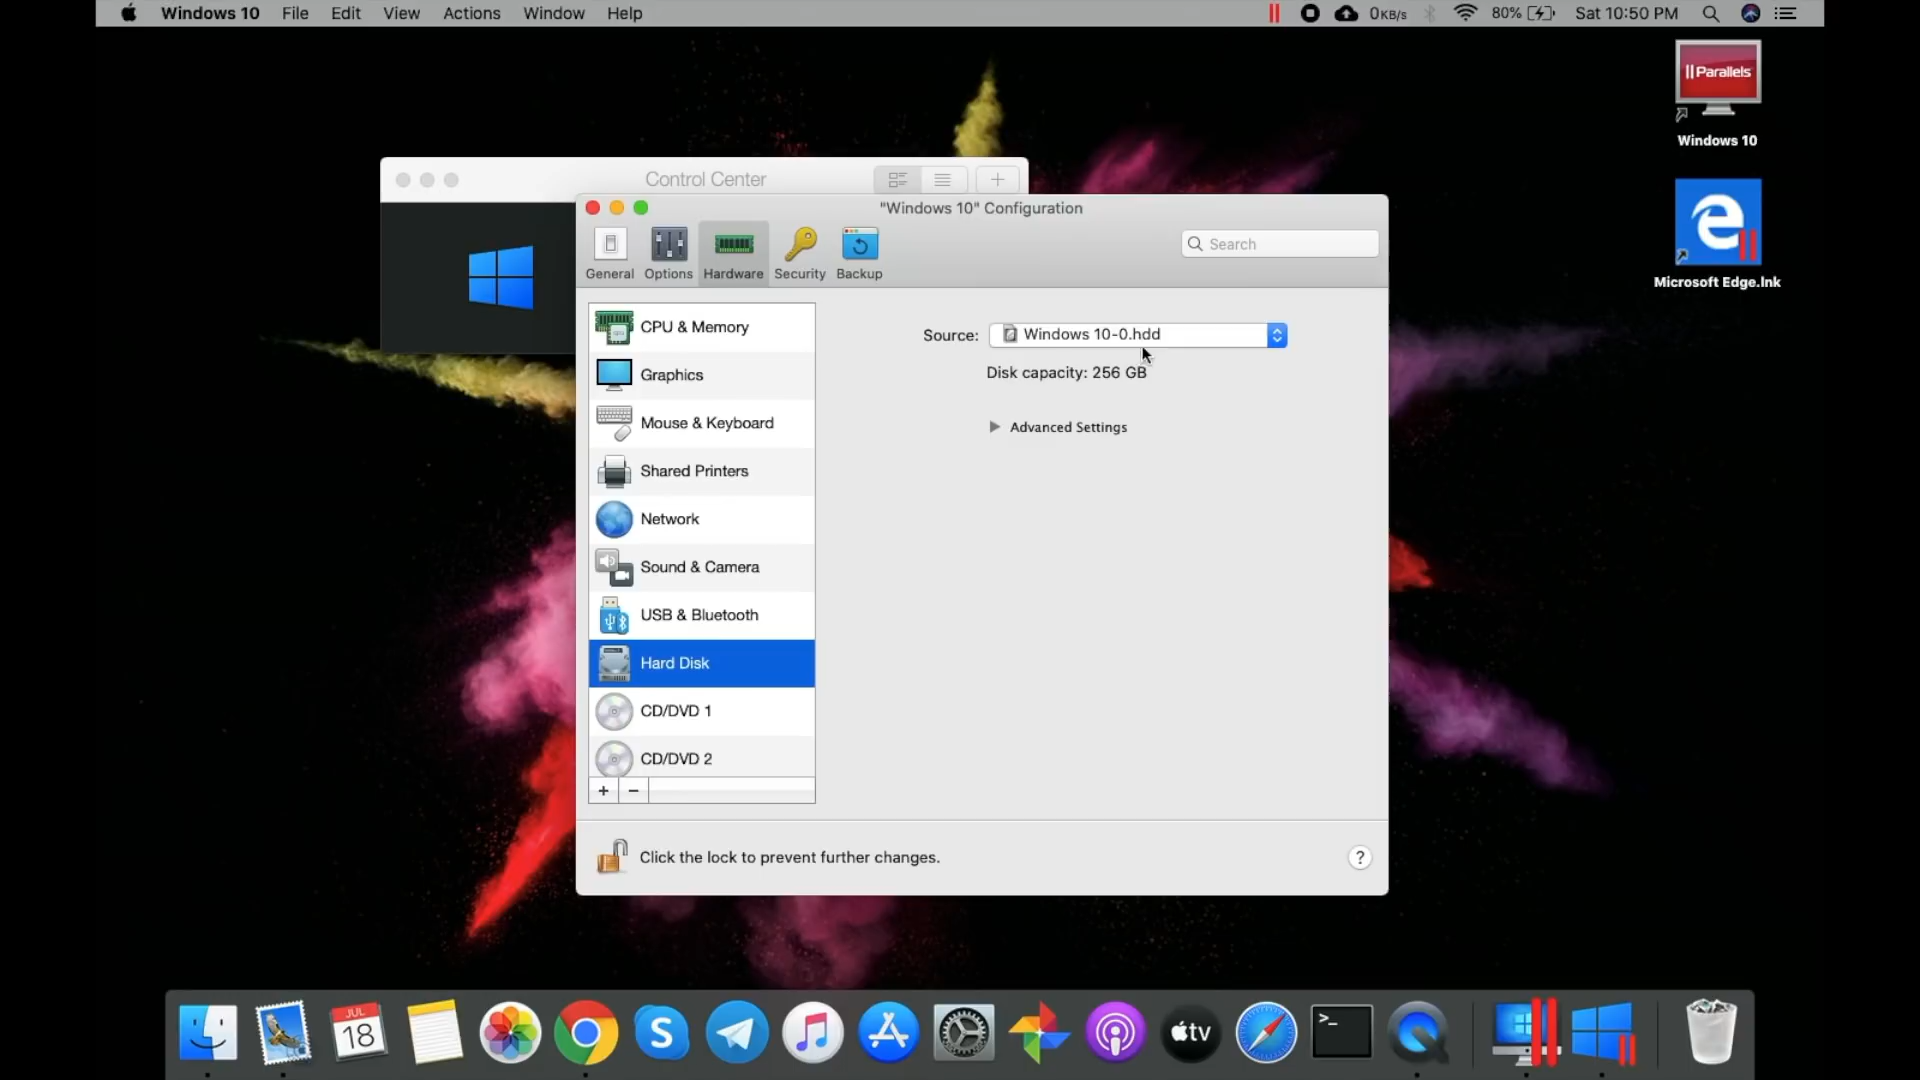 Windows 10 File Edit View Actions Window Help 0KB/s 80% Sat 10:50 PM
Parallels
Windows 10
Microsoft Edge.lnk
Control Center
"Windows 10" Configuration
General Options Hardware Security Backup
Search
CPU & Memory
Graphics
Mouse & Keyboard
Shared Printers
Network
Sound & Camera
USB & Bluetooth
Hard Disk
CD/DVD 1
CD/DVD 2
+ −
Source: Windows 10-0.hdd
Disk capacity: 256 GB
Advanced Settings
Click the lock to prevent further changes.
?
JUL
18
S
tv
>_